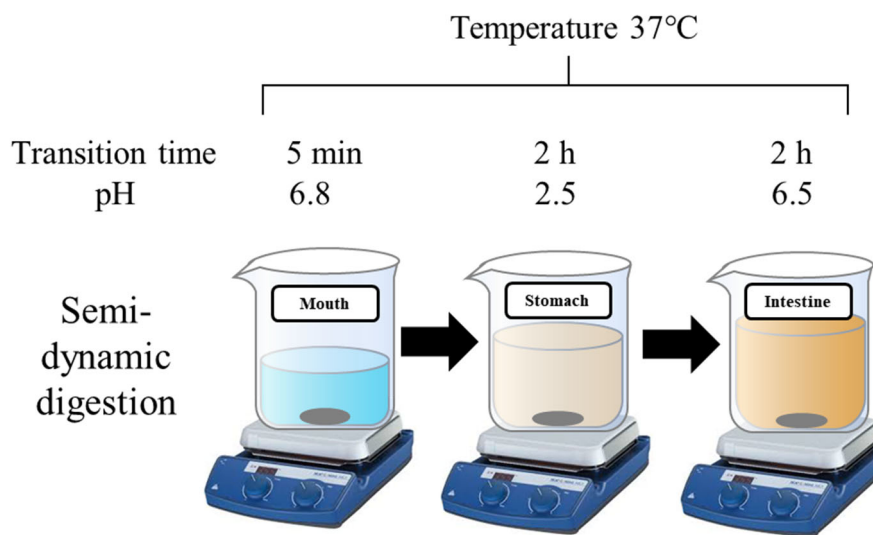 Temperature 37°C
Transition time 5 min 2 h 2 h
pH 6.8 2.5 6.5
Mouth Stomach Intestine
Semi-
dynamic
digestion